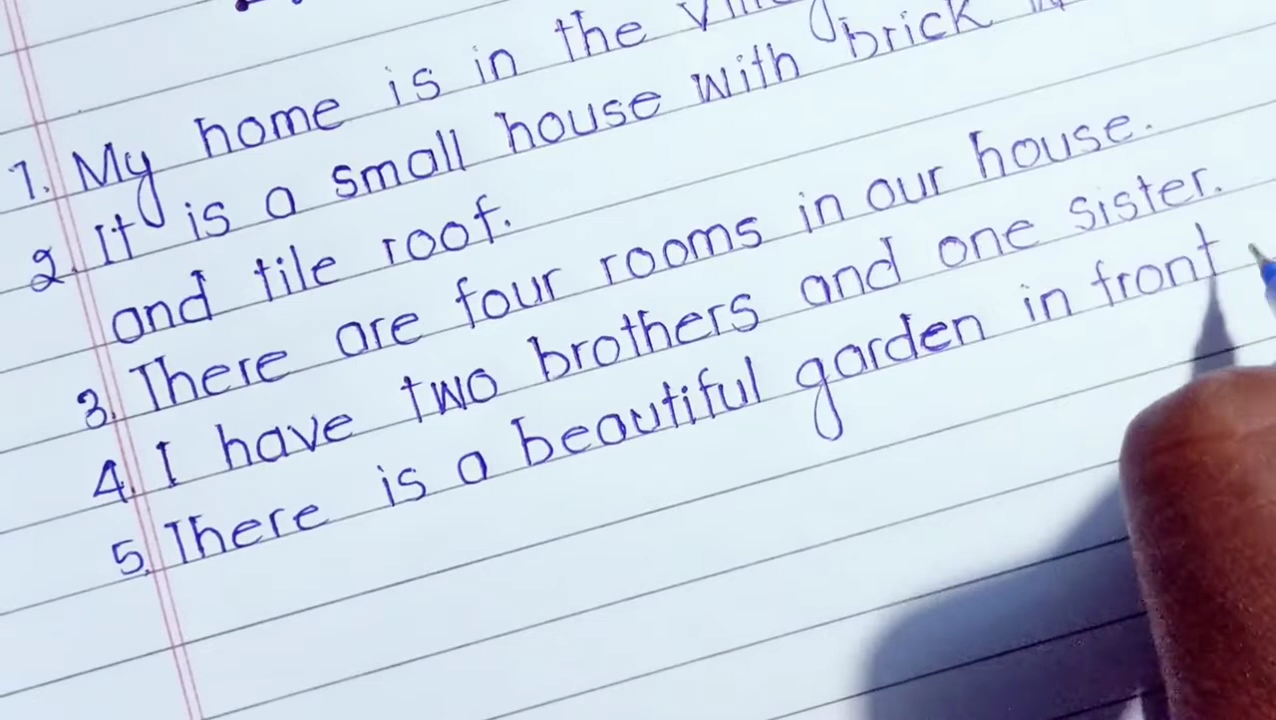 1. My home is in the
2. It is a small house with brick
and tile roof.
3. There are four rooms in our house.
4. I have two brothers and one sister.
5. There is a beautiful garden in front